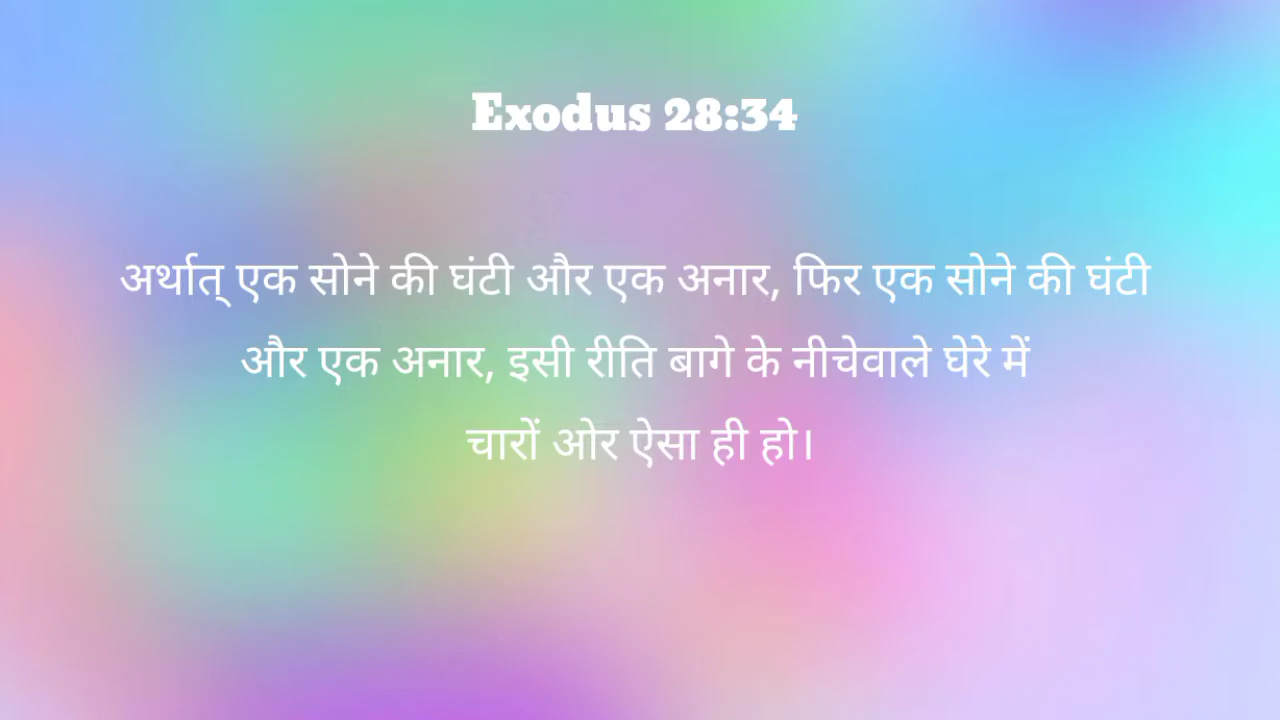 Exodus 28:34
अर्थात् एक सोने की घंटी और एक अनार, फिर एक सोने की घंटी
और एक अनार, इसी रीति बागे के नीचेवाले घेरे में
चारों ओर ऐसा ही हो।